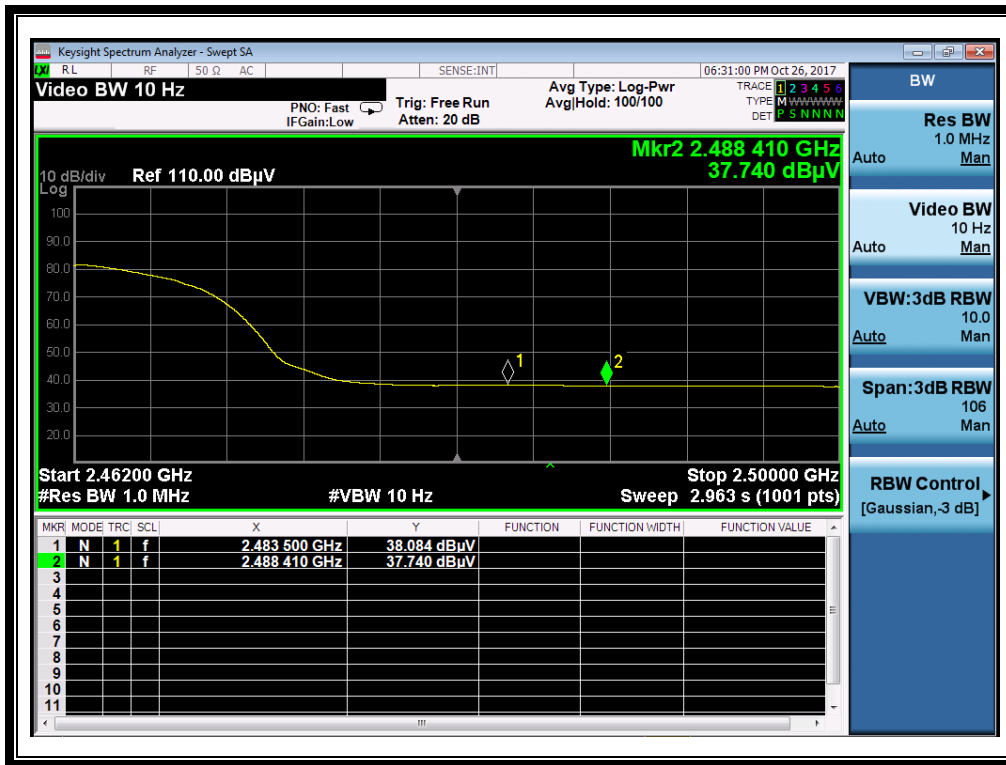 Keysight Spectrum Analyzer - Swept SA
LXI RL RF 50 Ω AC SENSE:INT 06:31:00 PM Oct 26, 2017
Video BW 10 Hz
PNO: Fast
IFGain:Low
Trig: Free Run
Atten: 20 dB
Avg Type: Log-Pwr
Avg|Hold: 100/100
TRACE 1 2 3 4 5 6
TYPE M WWWWW
DET P S N N N N
Mkr2 2.488 410 GHz
37.740 dBµV
10 dB/div Ref 110.00 dBµV
Log
100
90.0
80.0
70.0
60.0
50.0
40.0
30.0
20.0
1
2
Start 2.46200 GHz Stop 2.50000 GHz
#Res BW 1.0 MHz #VBW 10 Hz Sweep 2.963 s (1001 pts)
MKR MODE TRC SCL X Y FUNCTION FUNCTION WIDTH FUNCTION VALUE
1 N 1 f 2.483 500 GHz 38.084 dBµV
2 N 1 f 2.488 410 GHz 37.740 dBµV
3
4
5
6
7
8
9
10
11
BW
Res BW
1.0 MHz
Auto Man
Video BW
10 Hz
Auto Man
VBW:3dB RBW
10.0
Auto Man
Span:3dB RBW
106
Auto Man
RBW Control
[Gaussian,-3 dB]